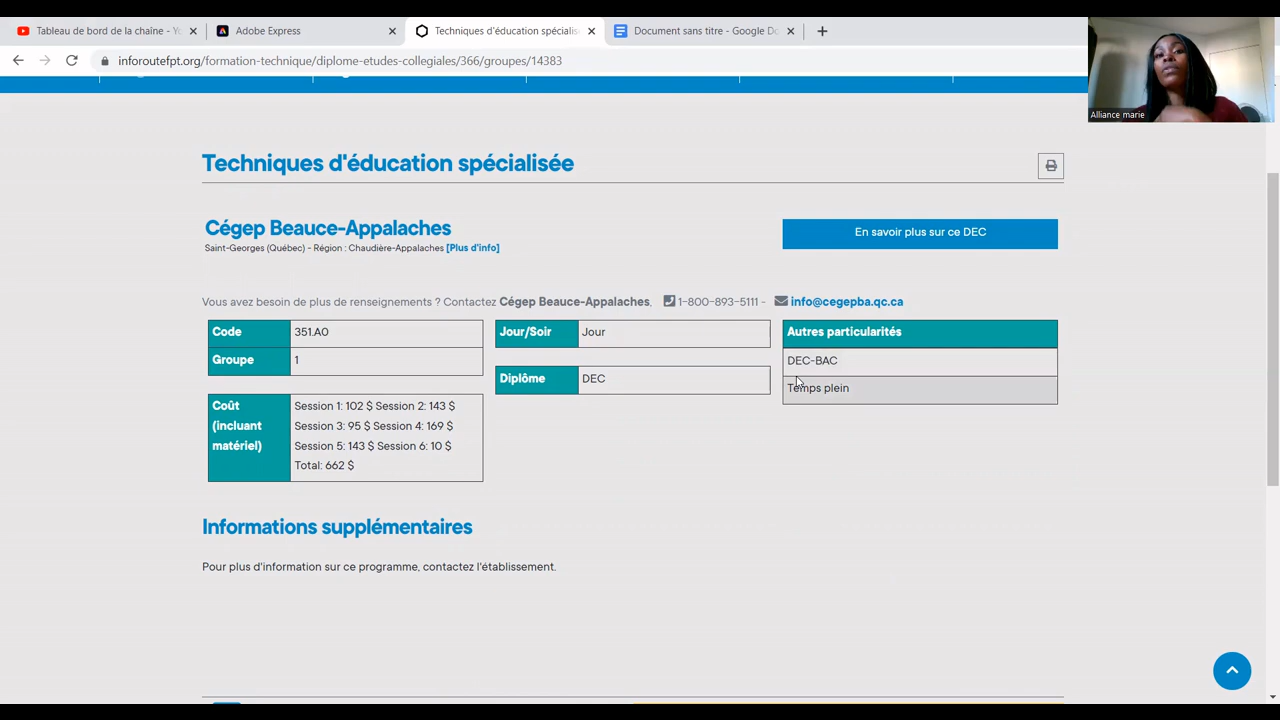 Tableau de bord de la chaîne - Yo
Adobe Express
Techniques d'éducation spécialis
Document sans titre - Google Do
inforoutefpt.org/formation-technique/diplome-etudes-collegiales/366/groupes/14383
Alliance marie
Techniques d'éducation spécialisée
Cégep Beauce-Appalaches
Saint-Georges (Québec) - Région : Chaudière-Appalaches [Plus d'info]
En savoir plus sur ce DEC
Vous avez besoin de plus de renseignements ? Contactez Cégep Beauce-Appalaches, 1-800-893-5111 - info@cegepba.qc.ca
Code 351.A0
Groupe 1
Coût (incluant matériel)
Session 1: 102 $ Session 2: 143 $
Session 3: 95 $ Session 4: 169 $
Session 5: 143 $ Session 6: 10 $
Total: 662 $
Jour/Soir Jour
Diplôme DEC
Autres particularités
DEC-BAC
Temps plein
Informations supplémentaires
Pour plus d'information sur ce programme, contactez l'établissement.